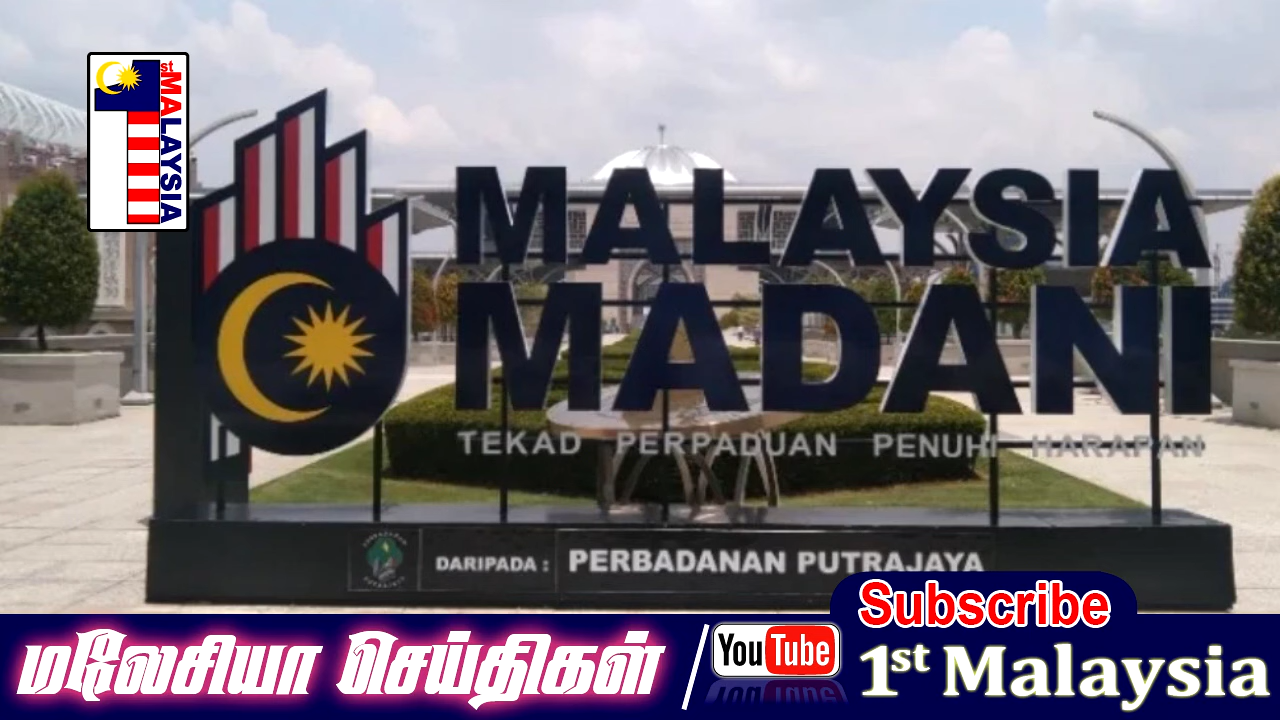 1st MALAYSIA
MALAYSIA
MADANI
TEKAD PERPADUAN PENUHI HARAPAN
DARIPADA : PERBADANAN PUTRAJAYA
Subscribe
மலேசியா செய்திகள் / YouTube 1st Malaysia